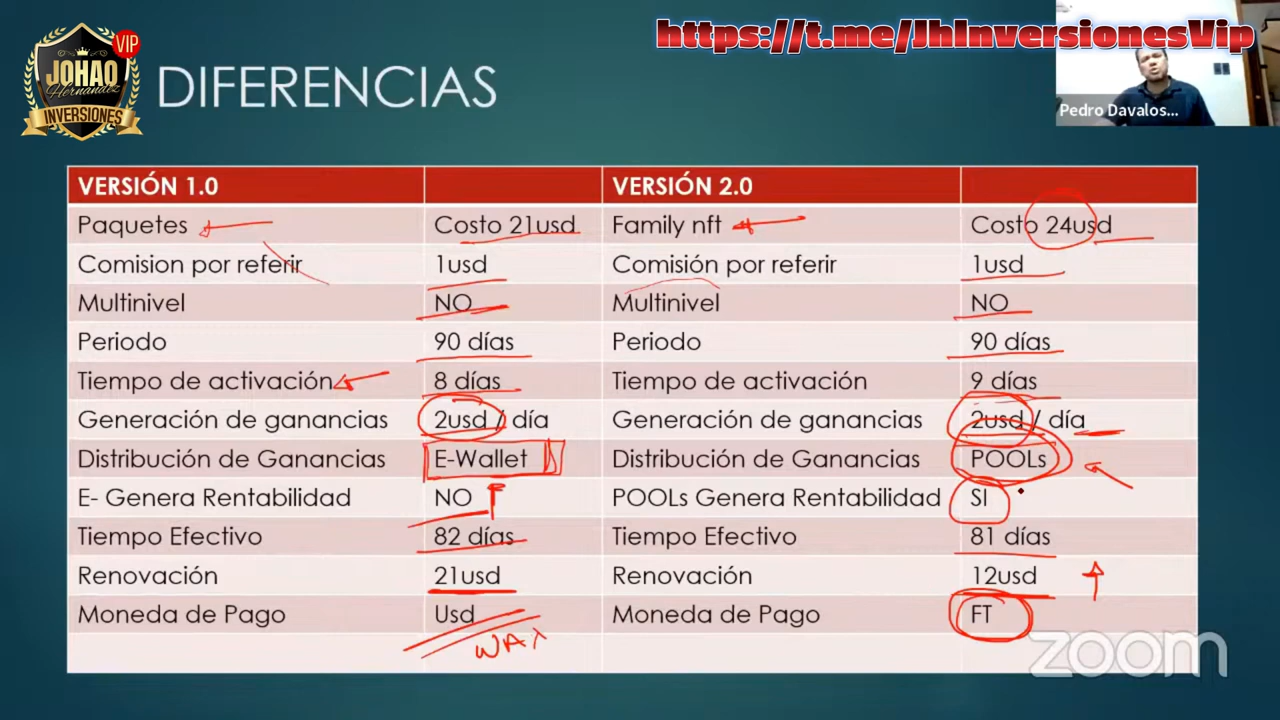 https://t.me/JhInversionesVip
VIP
JOHAO
Hernandez
INVERSIONES
DIFERENCIAS
Pedro Davalos...
VERSIÓN 1.0 VERSIÓN 2.0
Paquetes Costo 21usd Family nft Costo 24usd
Comision por referir 1usd Comisión por referir 1usd
Multinivel NO Multinivel NO
Periodo 90 días Periodo 90 días
Tiempo de activación 8 días Tiempo de activación 9 días
Generación de ganancias 2usd / día Generación de ganancias 2usd / día
Distribución de Ganancias E-Wallet Distribución de Ganancias POOLs
E- Genera Rentabilidad NO POOLs Genera Rentabilidad SI
Tiempo Efectivo 82 días Tiempo Efectivo 81 días
Renovación 21usd Renovación 12usd
Moneda de Pago Usd Moneda de Pago FT
WAX
zoom